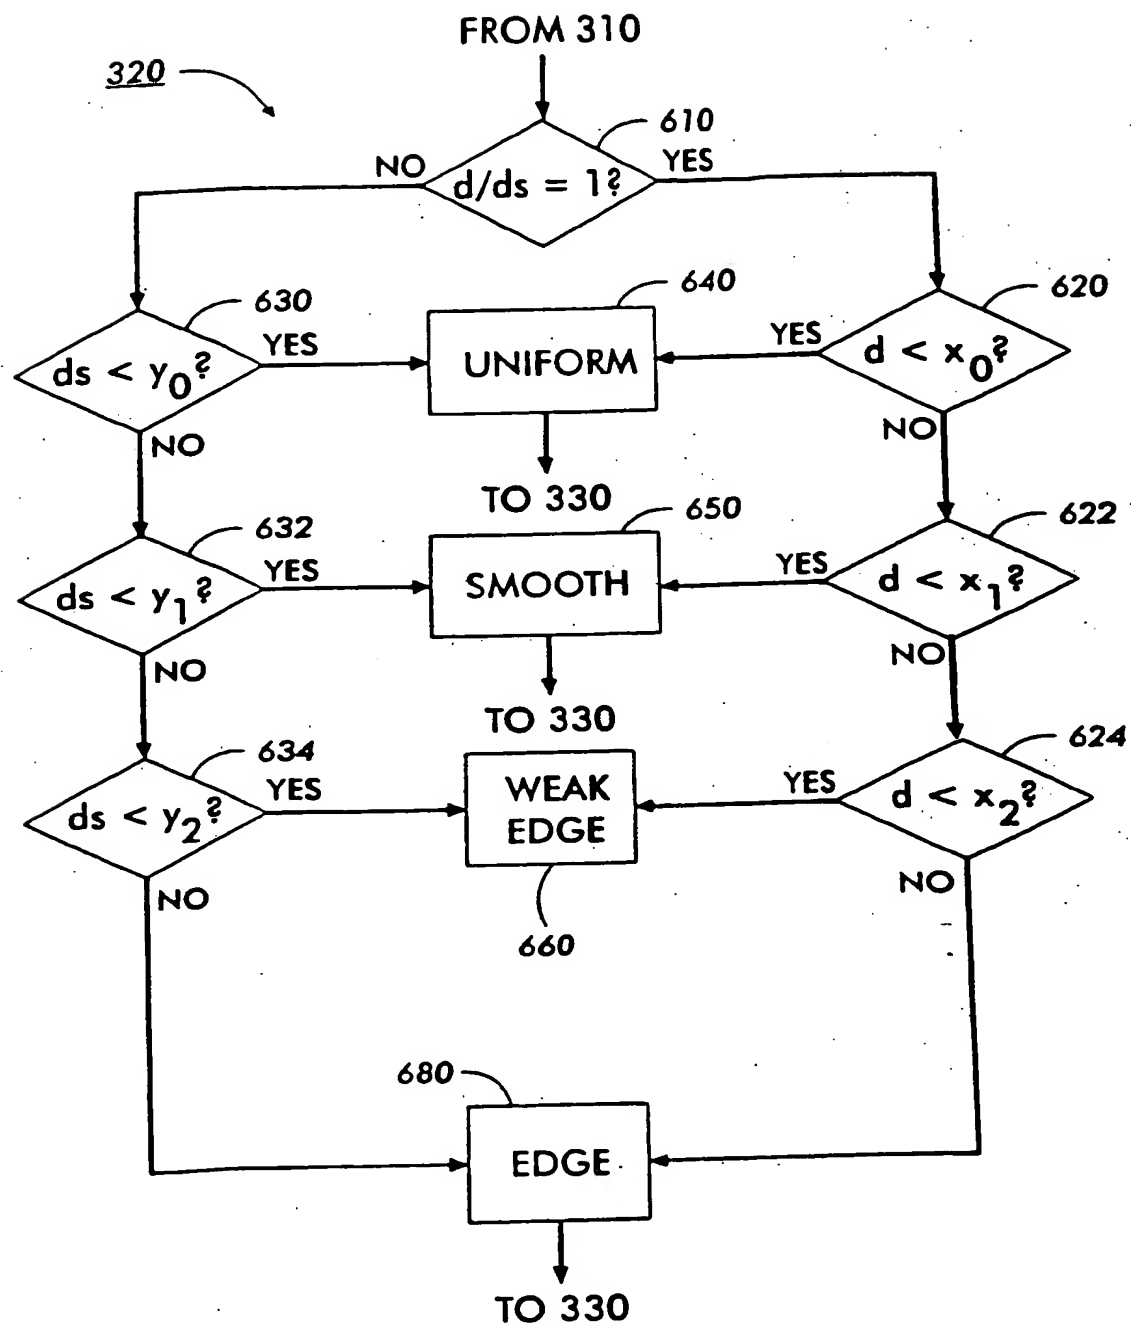 FROM 310
320
610
NO
YES
d/ds = 1?
630
640
620
YES
UNIFORM
YES
ds < y0?
d < x0?
NO
NO
TO 330
632
650
622
YES
SMOOTH
YES
ds < y1?
d < x1?
NO
NO
TO 330
634
624
YES
WEAK
EDGE
YES
ds < y2?
d < x2?
NO
NO
660
680
EDGE
TO 330